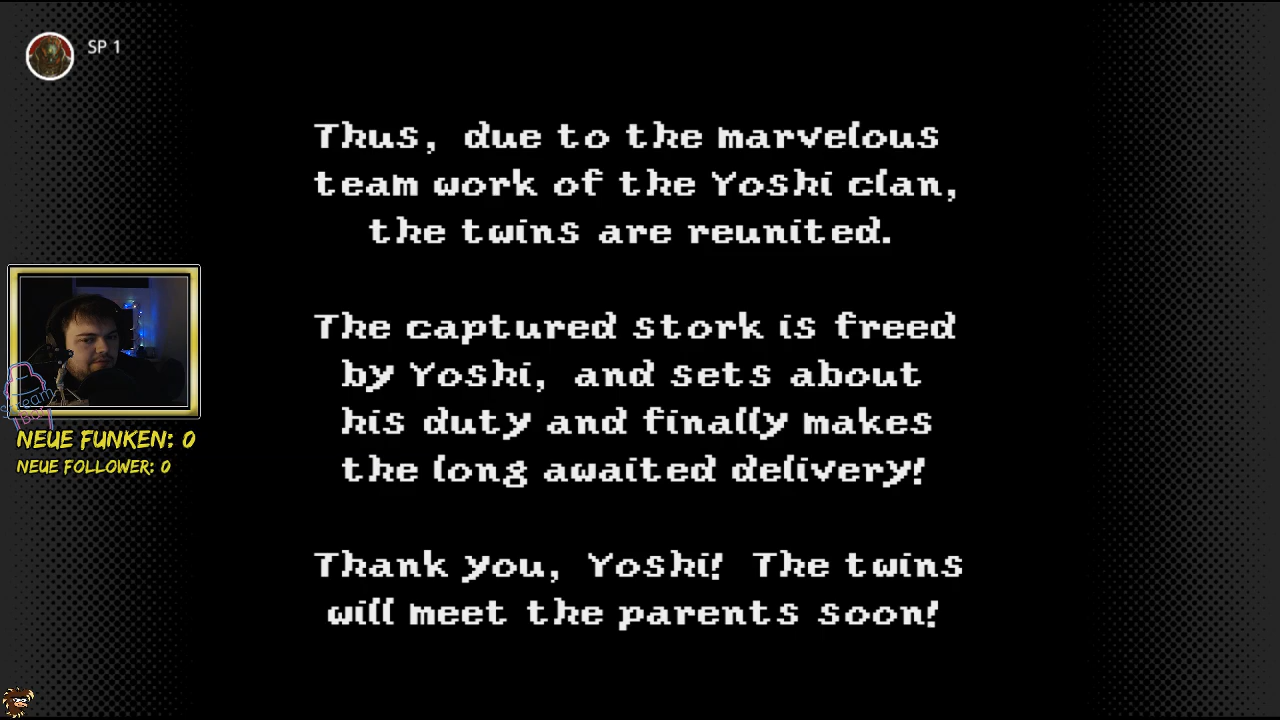 SP 1
Thus, due to the marvelous
team work of the Yoshi clan,
the twins are reunited.
The captured stork is freed
by Yoshi, and sets about
his duty and finally makes
the long awaited delivery!
Thank you, Yoshi! The twins
will meet the parents soon!
Stream
NEUE FUNKEN: 0
NEUE FOLLOWER: 0